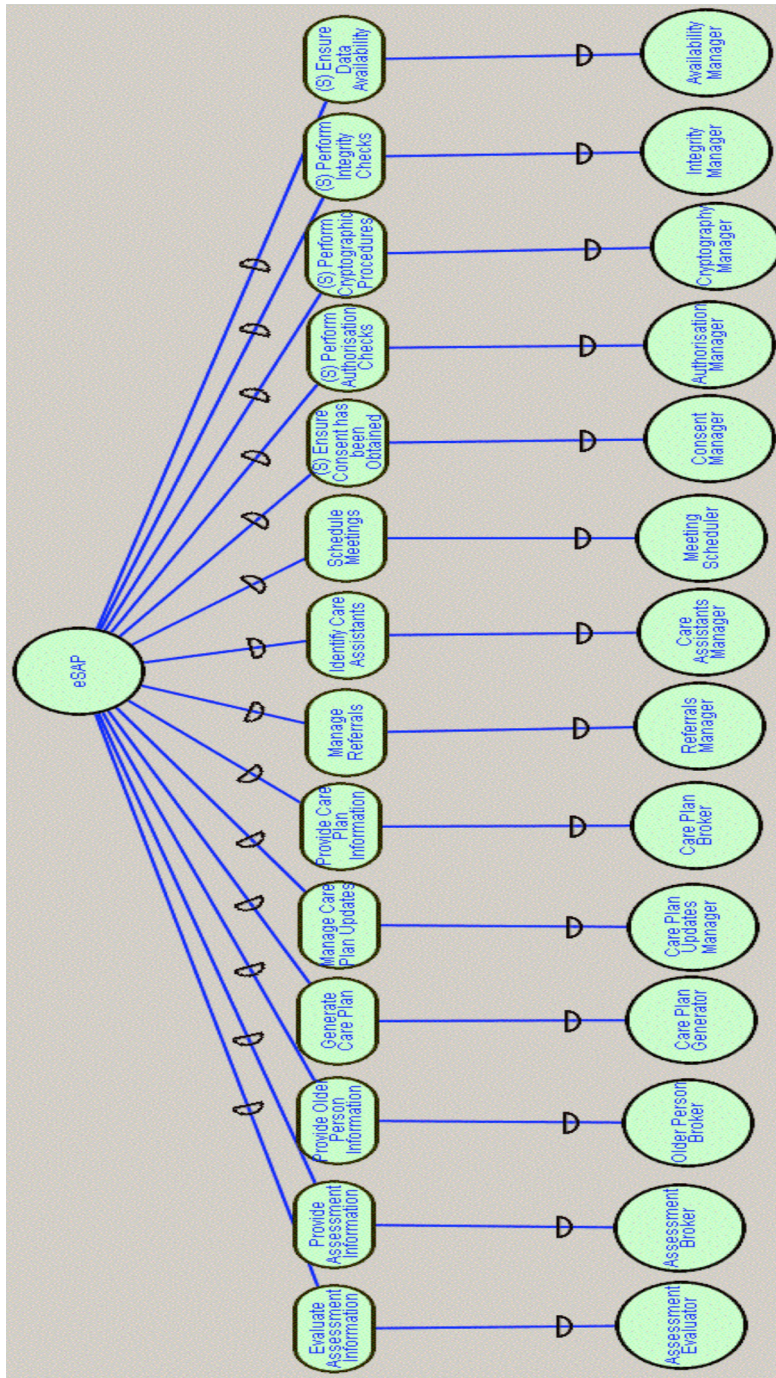 eSAP
Evaluate
Assessment
Information
Provide
Assessment
Information
Provide Older
Person
Information
Generate
Care Plan
Manage Care
Plan Updates
Provide Care
Plan
Information
Manage
Referrals
Identify Care
Assistants
Schedule
Meetings
(S) Ensure
Consent has
been
Obtained
(S) Perform
Authorisation
Checks
(S) Perform
Cryptographic
Procedures
(S) Perform
Integrity
Checks
(S) Ensure
Data
Availability
Assessment
Evaluator
Assessment
Broker
Older Person
Broker
Care Plan
Generator
Care Plan
Updates
Manager
Care Plan
Broker
Referrals
Manager
Care
Assistants
Manager
Meeting
Scheduler
Consent
Manager
Authorisation
Manager
Cryptography
Manager
Integrity
Manager
Availability
Manager